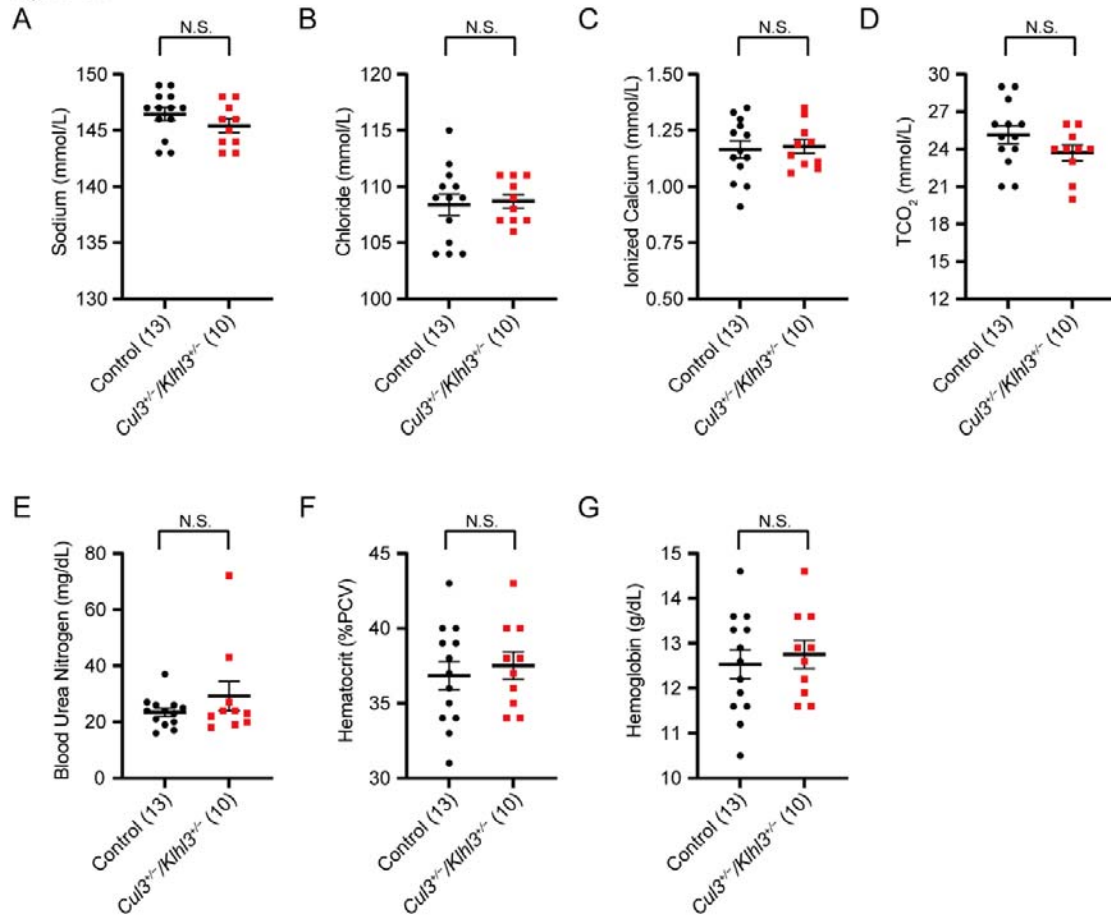 A
N.S.
Sodium (mmol/L)
150
145
140
135
130
Control (13)
Cul3+/-/Klhl3+/- (10)
B
N.S.
Chloride (mmol/L)
120
115
110
105
100
Control (13)
Cul3+/-/Klhl3+/- (10)
C
N.S.
Ionized Calcium (mmol/L)
1.50
1.25
1.00
0.75
0.50
Control (13)
Cul3+/-/Klhl3+/- (10)
D
N.S.
TCO₂ (mmol/L)
30
27
24
21
18
15
12
Control (13)
Cul3+/-/Klhl3+/- (10)
E
N.S.
Blood Urea Nitrogen (mg/dL)
80
60
40
20
0
Control (13)
Cul3+/-/Klhl3+/- (10)
F
N.S.
Hematocrit (%PCV)
45
40
35
30
Control (13)
Cul3+/-/Klhl3+/- (10)
G
N.S.
Hemoglobin (g/dL)
15
14
13
12
11
10
Control (13)
Cul3+/-/Klhl3+/- (10)